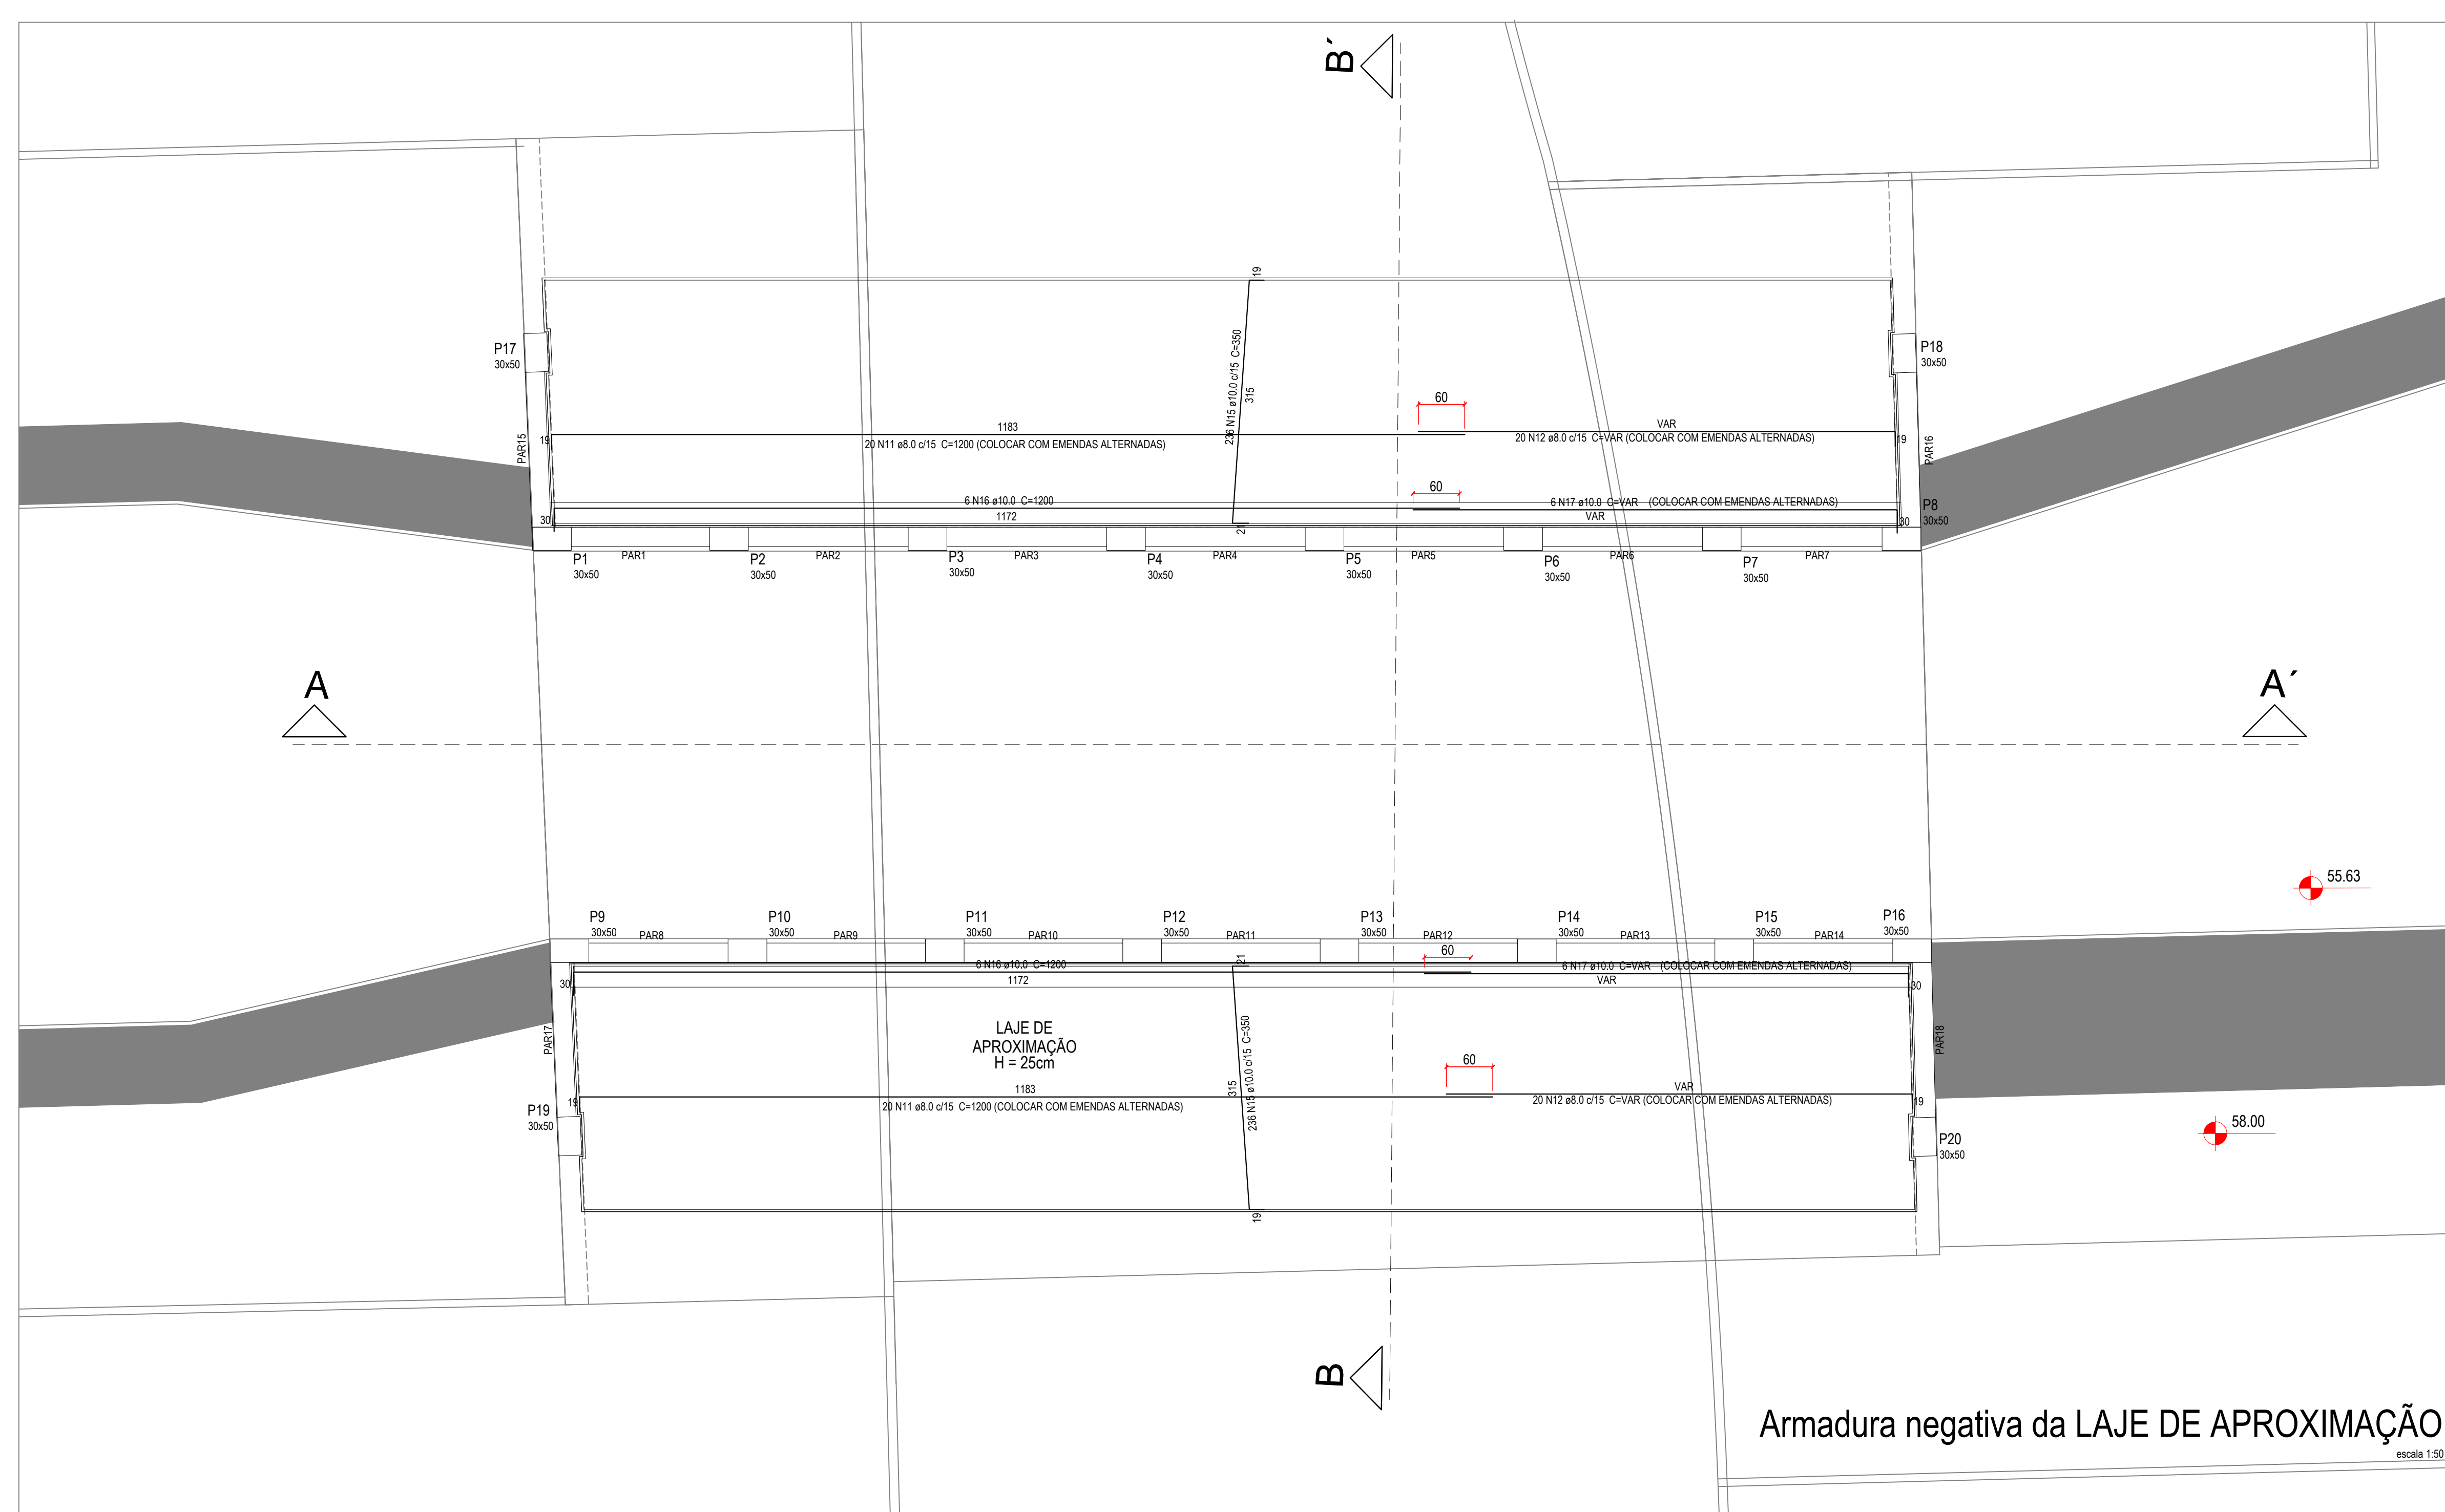 B´
19
P17
30x50
P18
30x50
236 N15 ø10.0 c/15 C=350
315
60
1183
VAR
20 N11 ø8.0 c/15 C=1200 (COLOCAR COM EMENDAS ALTERNADAS)
20 N12 ø8.0 c/15 C=VAR (COLOCAR COM EMENDAS ALTERNADAS)
19
19
PAR15
PAR16
60
6 N16 ø10.0 C=1200
6 N17 ø10.0 C=VAR (COLOCAR COM EMENDAS ALTERNADAS)
P8
30x50
30
1172
VAR
30
21
P1
30x50
PAR1
P2
30x50
PAR2
P3
30x50
PAR3
P4
30x50
PAR4
P5
30x50
PAR5
P6
30x50
PAR6
P7
30x50
PAR7
A
A´
55.63
P9
30x50
PAR8
P10
30x50
PAR9
P11
30x50
PAR10
P12
30x50
PAR11
P13
30x50
PAR12
P14
30x50
PAR13
P15
30x50
PAR14
P16
30x50
60
21
6 N16 ø10.0 C=1200
6 N17 ø10.0 C=VAR (COLOCAR COM EMENDAS ALTERNADAS)
30
1172
VAR
30
LAJE DE
APROXIMAÇÃO
H = 25cm
PAR17
PAR18
236 N15 ø10.0 c/15 C=350
315
60
1183
VAR
19
20 N11 ø8.0 c/15 C=1200 (COLOCAR COM EMENDAS ALTERNADAS)
20 N12 ø8.0 c/15 C=VAR (COLOCAR COM EMENDAS ALTERNADAS)
19
P19
30x50
P20
30x50
58.00
19
B
Armadura negativa da LAJE DE APROXIMAÇÃO
escala 1:50